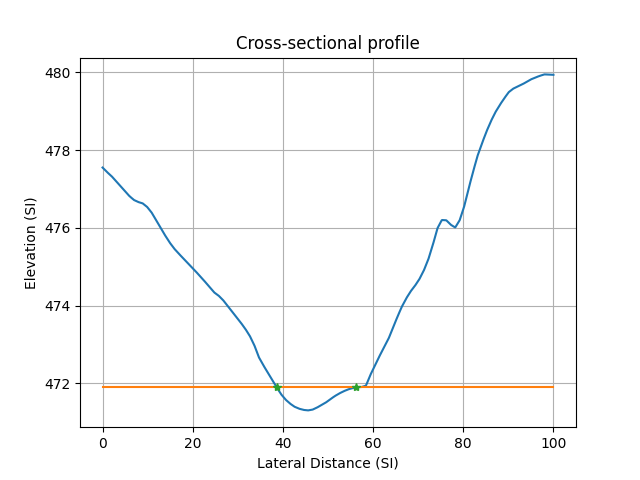 Cross-sectional profile
Elevation (SI)
480
478
476
474
472
0 20 40 60 80 100
Lateral Distance (SI)